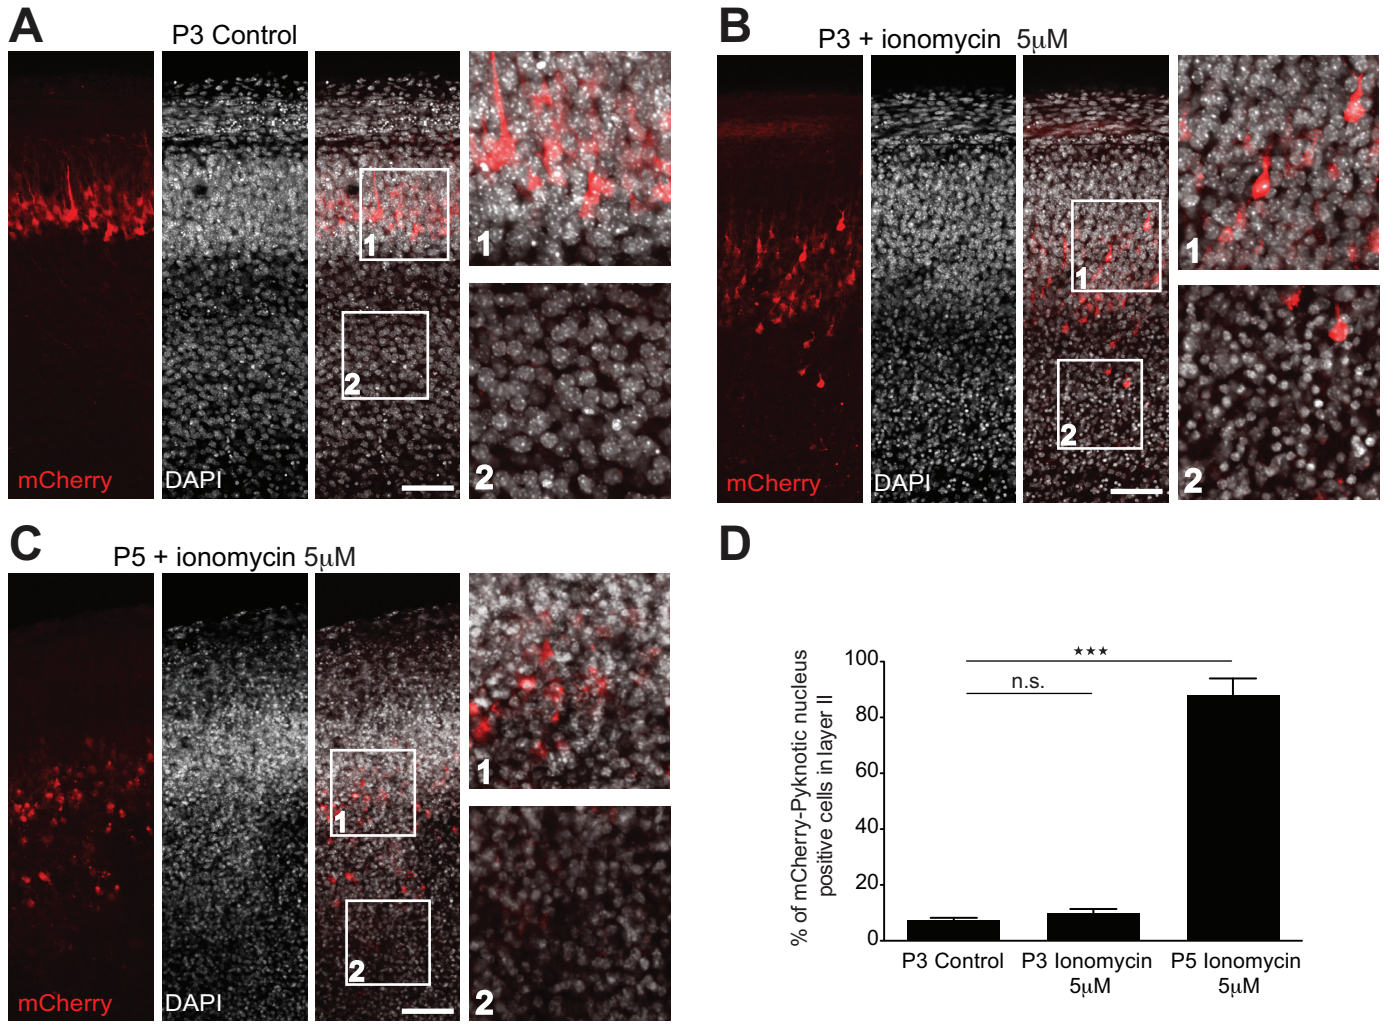 A
P3 Control
1
2
mCherry
DAPI
1
2
B
P3 + ionomycin 5μM
1
2
mCherry
DAPI
1
2
C
P5 + ionomycin 5μM
1
2
mCherry
DAPI
1
2
D
% of mCherry-Pyknotic nucleus
positive cells in layer II
100
80
60
40
20
0
★★★
n.s.
P3 Control
P3 Ionomycin
5μM
P5 Ionomycin
5μM